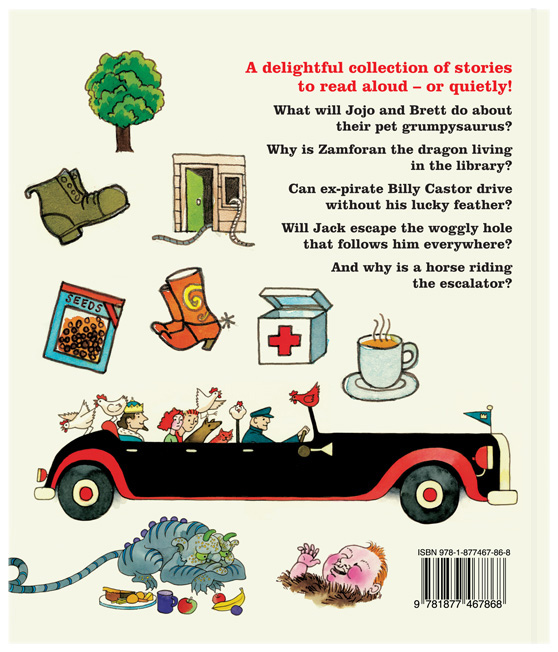 A delightful collection of stories
to read aloud – or quietly!
What will Jojo and Brett do about
their pet grumpysaurus?
Why is Zamforan the dragon living
in the library?
Can ex-pirate Billy Castor drive
without his lucky feather?
Will Jack escape the woggly hole
that follows him everywhere?
And why is a horse riding
the escalator?
SEEDS
ISBN 978-1-877467-86-8
9 781877 467868